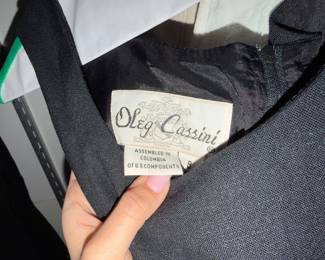 Oleg Cassini
ASSEMBLED IN
COLOMBIA
OF U.S. COMPONENTS